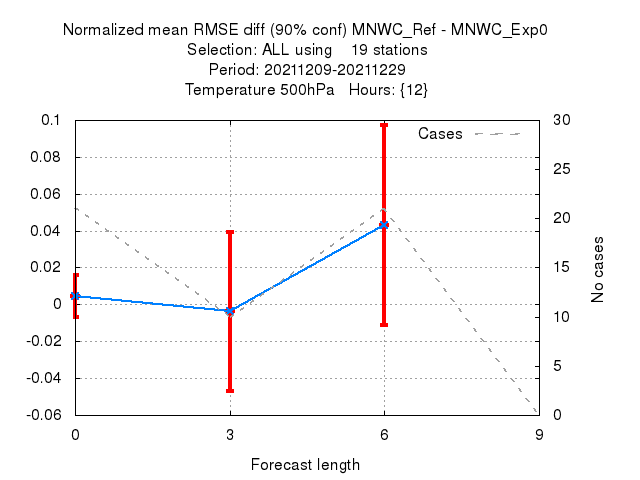 Normalized mean RMSE diff (90% conf) MNWC_Ref - MNWC_Exp0
Selection: ALL using    19 stations
Period: 20211209-20211229
Temperature 500hPa   Hours: {12}
Cases
0.1
0.08
0.06
0.04
0.02
0
-0.02
-0.04
-0.06
30
25
20
15
10
5
0
No cases
0 3 6 9
Forecast length